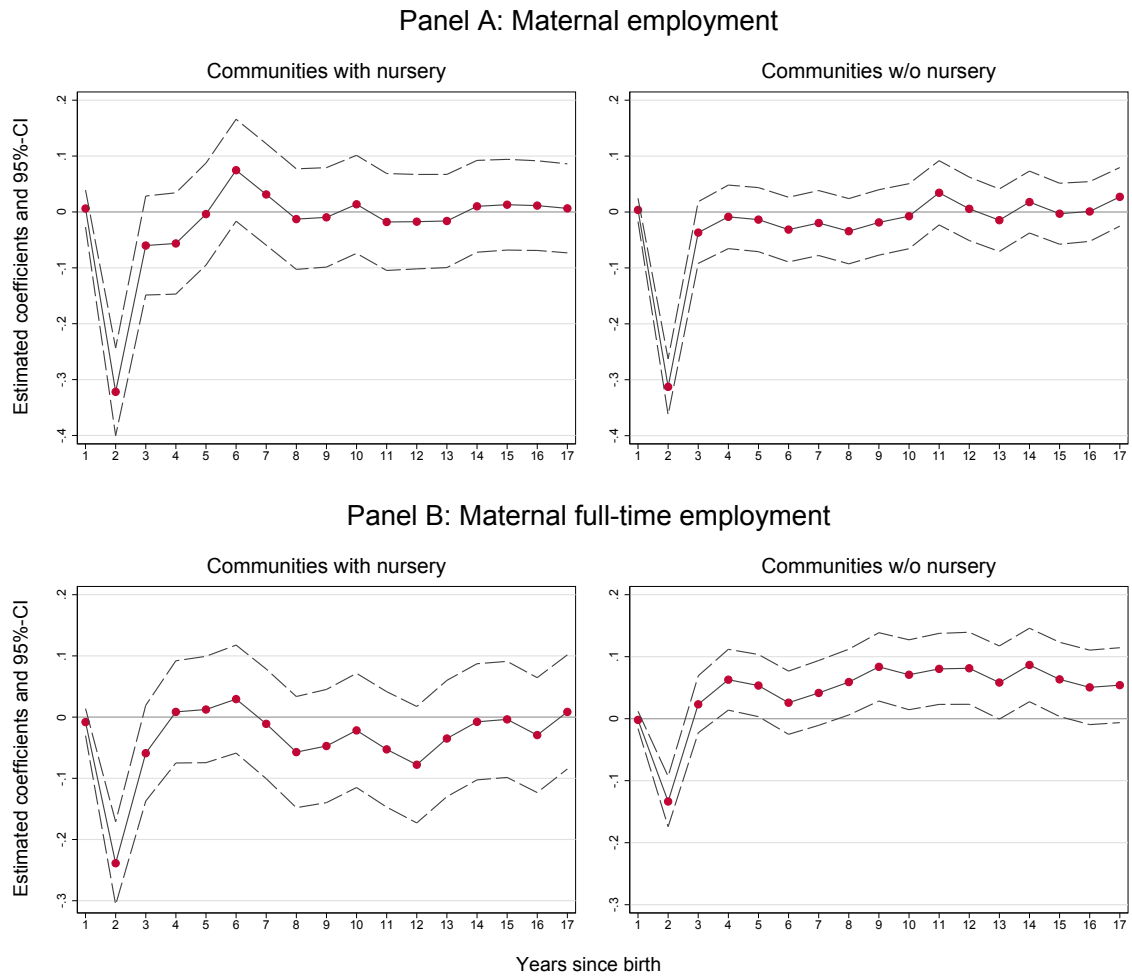 Panel A: Maternal employment
Communities with nursery
Communities w/o nursery
Estimated coefficients and 95%-CI
.2
.1
0
-.1
-.2
-.3
-.4
1 2 3 4 5 6 7 8 9 10 11 12 13 14 15 16 17
.2
.1
0
-.1
-.2
-.3
-.4
1 2 3 4 5 6 7 8 9 10 11 12 13 14 15 16 17
Panel B: Maternal full-time employment
Communities with nursery
Communities w/o nursery
Estimated coefficients and 95%-CI
.2
.1
0
-.1
-.2
-.3
1 2 3 4 5 6 7 8 9 10 11 12 13 14 15 16 17
.2
.1
0
-.1
-.2
-.3
1 2 3 4 5 6 7 8 9 10 11 12 13 14 15 16 17
Years since birth